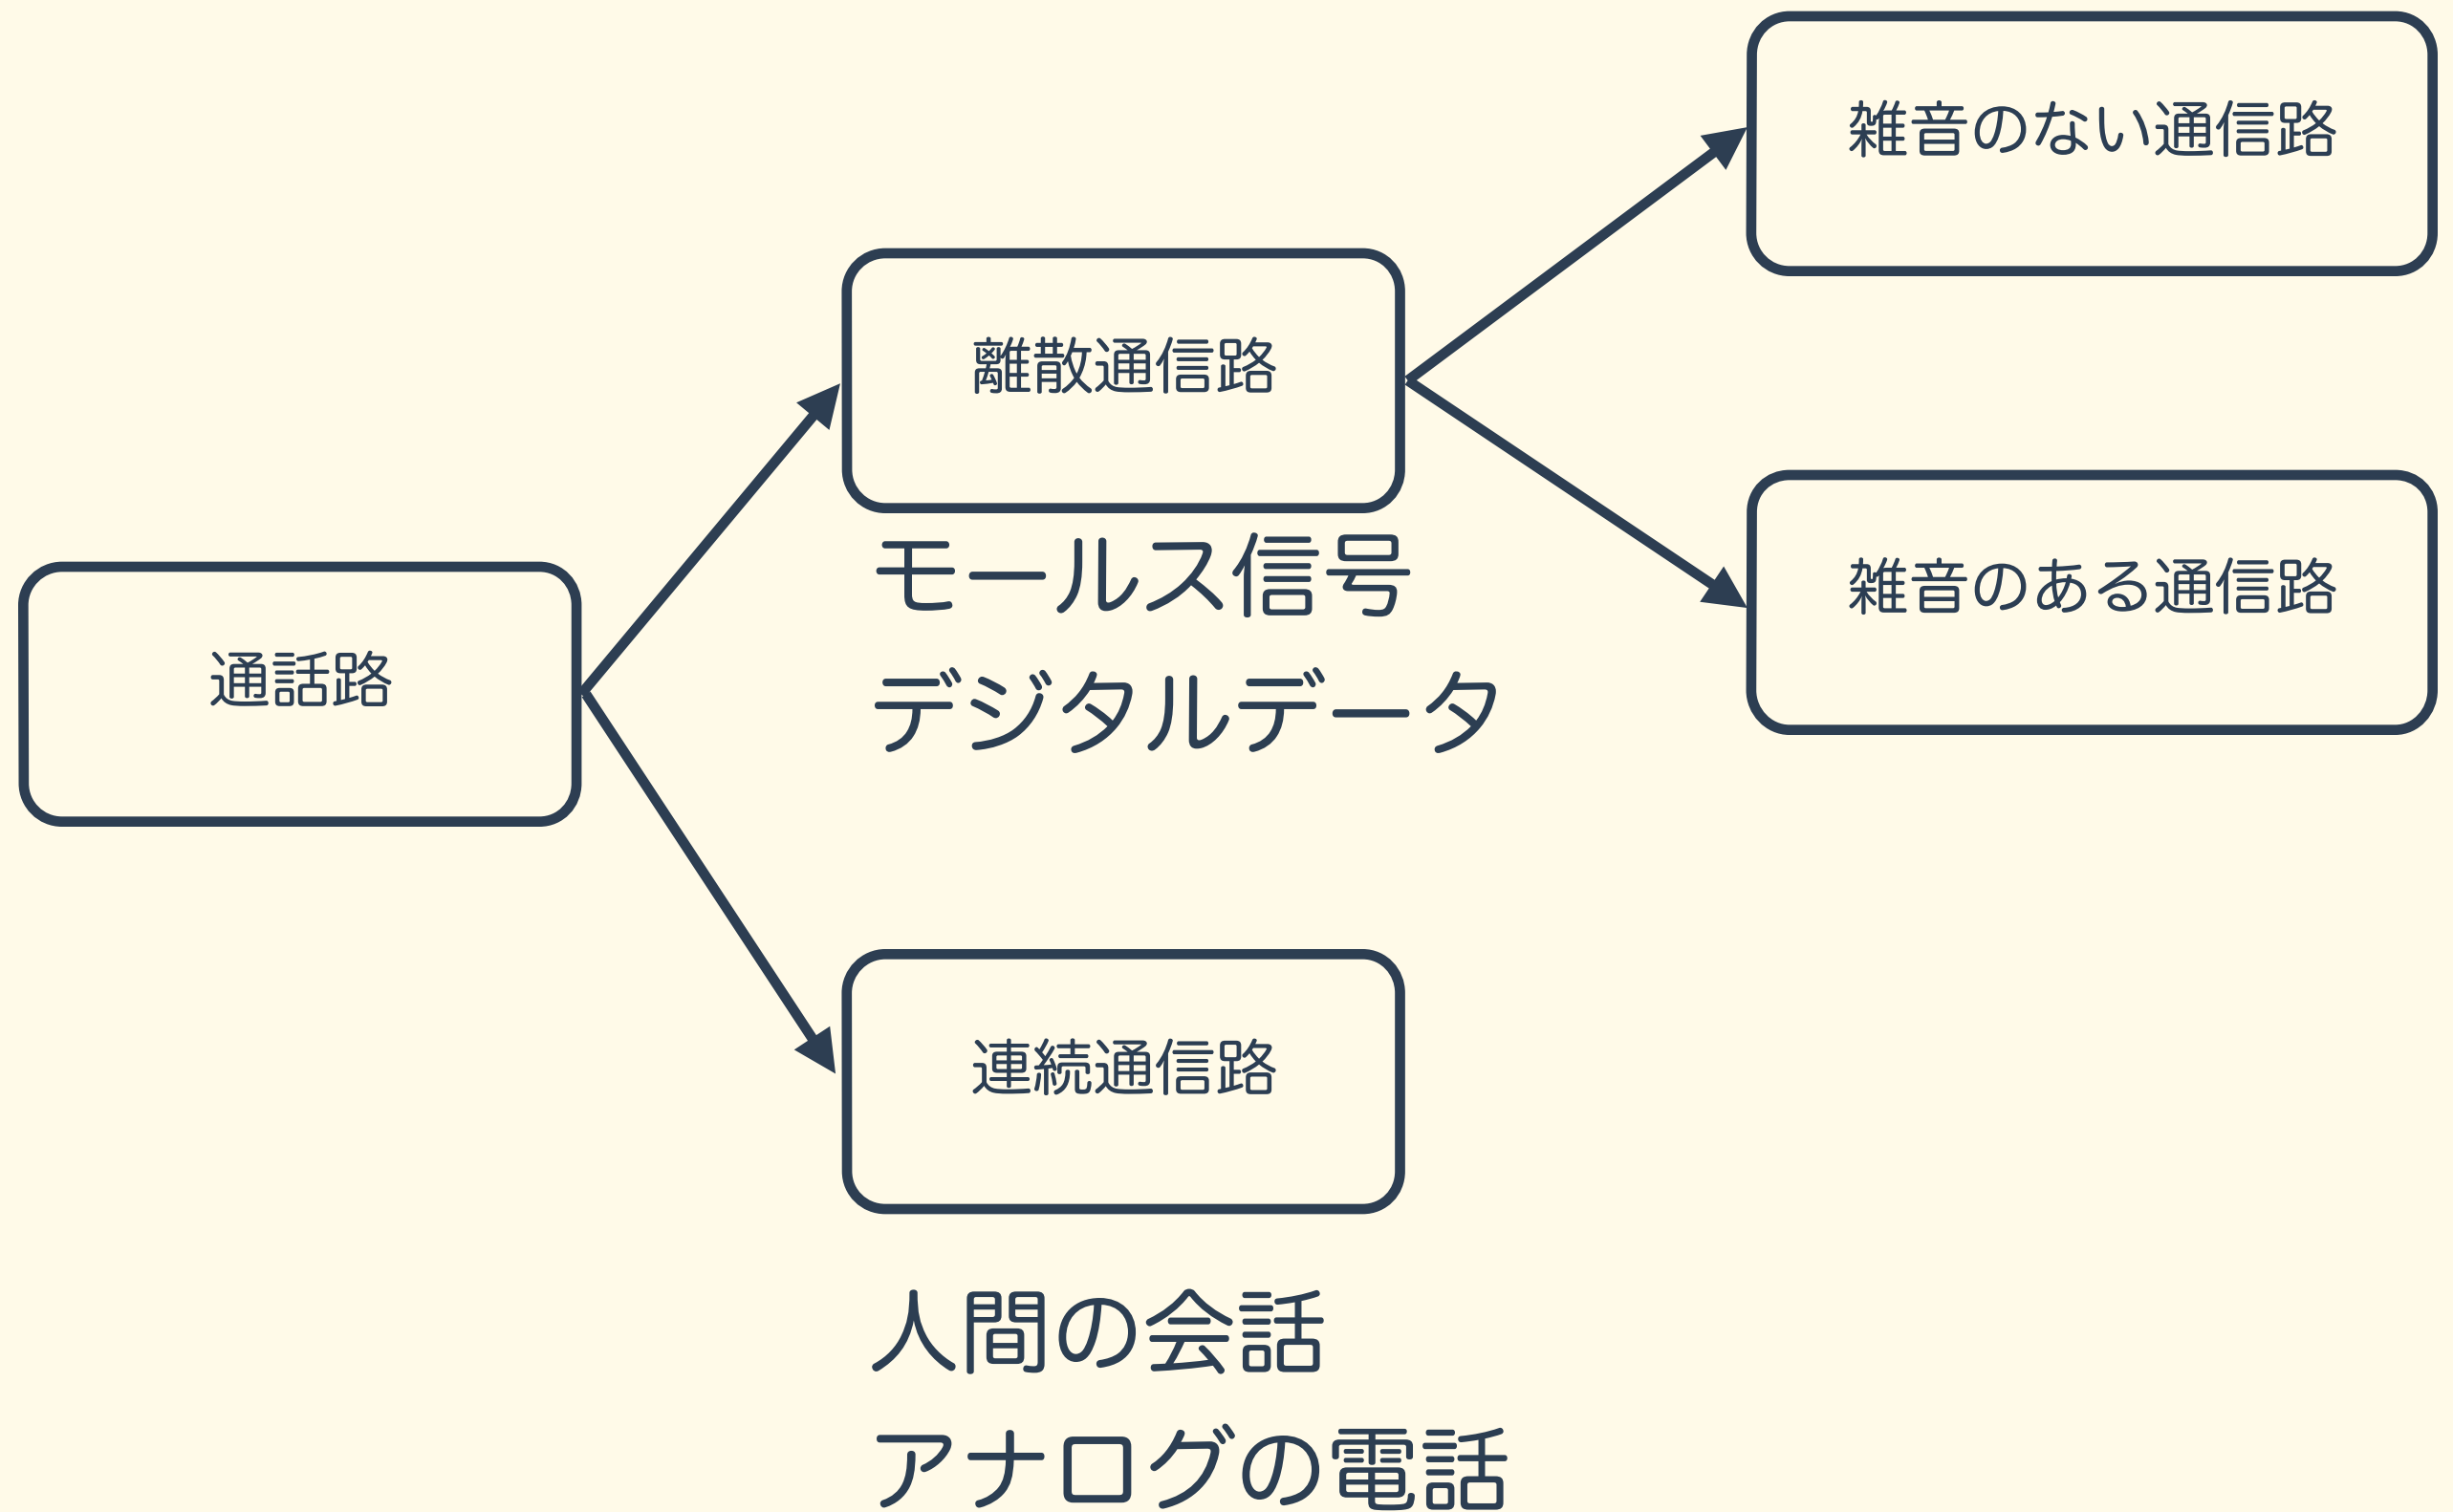 通話路
離散通信路
モールス信号
デジタルデータ
連続通信路
人間の会話
アナログの電話
雑音のない通信路
雑音のある通信路